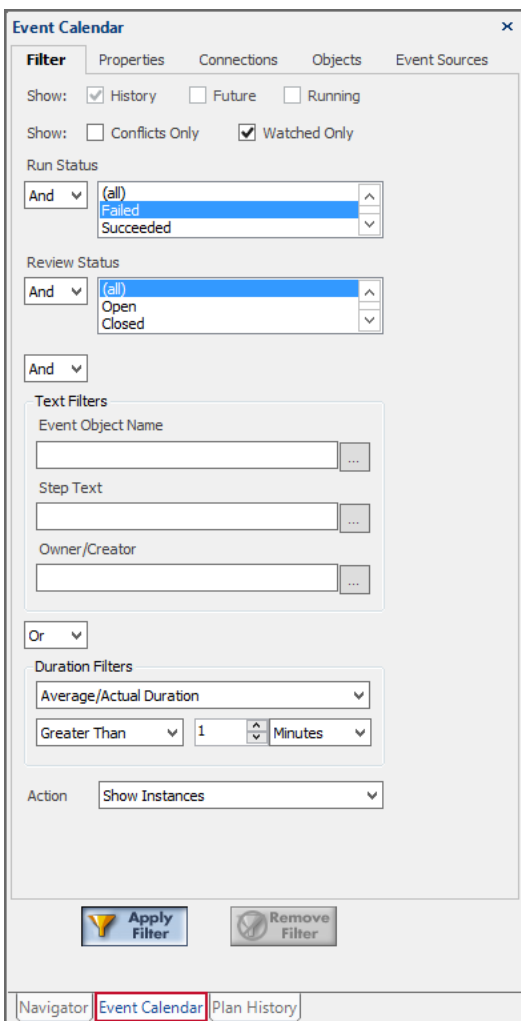 Event Calendar ×
Filter Properties Connections Objects Event Sources
Show: History Future Running
Show: Conflicts Only Watched Only
Run Status
And (all)
Failed
Succeeded
Review Status
And (all)
Open
Closed
And
Text Filters
Event Object Name
...
Step Text
...
Owner/Creator
...
Or
Duration Filters
Average/Actual Duration
Greater Than 1 Minutes
Action Show Instances
Apply Filter Remove Filter
Navigator Event Calendar Plan History